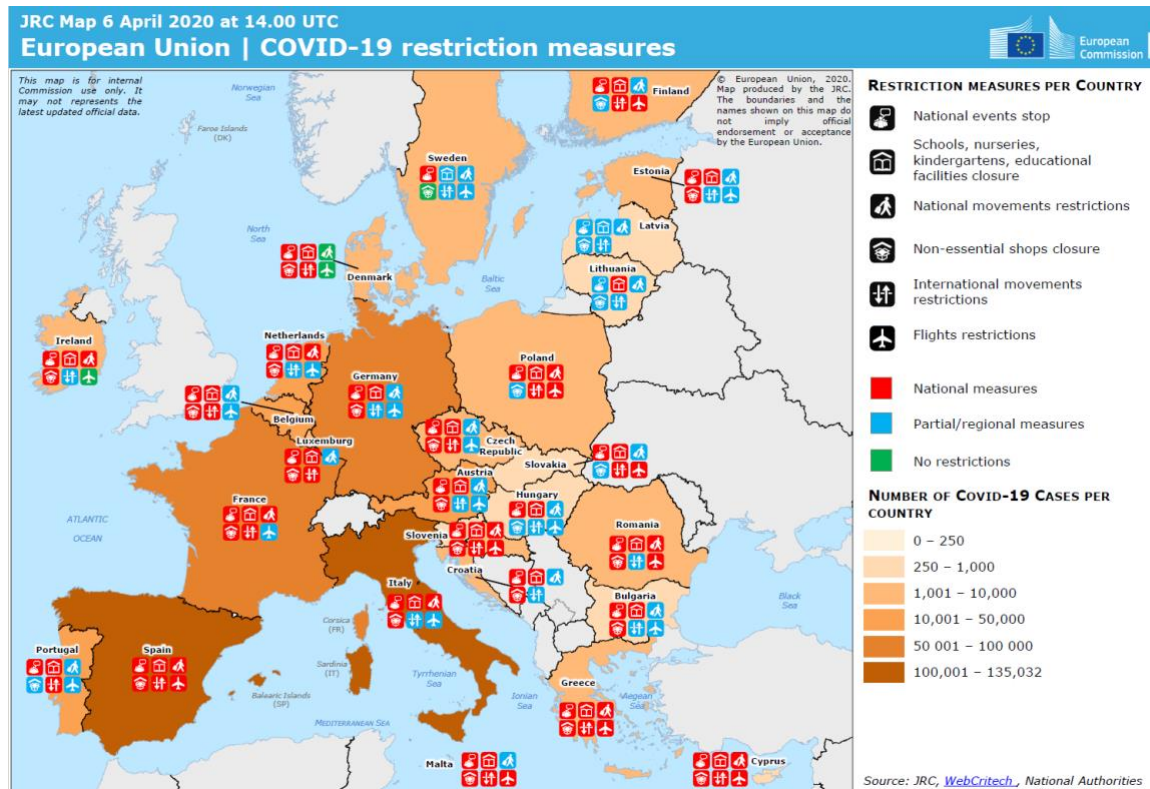 JRC Map 6 April 2020 at 14.00 UTC
European Union | COVID-19 restriction measures
European
Commission
This map is for internal
Commission use only. It
may not represents the
latest updated official data.
© European Union, 2020.
Map produced by the JRC.
The boundaries and the
names shown on this map do
not imply official
endorsement or acceptance
by the European Union.
Norwegian
Sea
Faroe Islands
(DK)
Finland
Sweden
Estonia
North
Sea
Latvia
Denmark
Baltic
Sea
Lithuania
Ireland
Netherlands
Germany
Poland
Belgium
Luxemburg
Czech
Republic
Slovakia
Austria
Hungary
France
ATLANTIC
OCEAN
Slovenia
Romania
Croatia
Italy
Bulgaria
Black
Sea
Corsica
(FR)
Portugal
Spain
Sardinia
(IT)
Balearic Islands
(SP)
Tyrrhenian
Sea
Ionian
Sea
Greece
Aegean
Sea
MEDITERRANEAN SEA
Malta
Cyprus
RESTRICTION MEASURES PER COUNTRY
National events stop
Schools, nurseries,
kindergartens, educational
facilities closure
National movements restrictions
Non-essential shops closure
International movements
restrictions
Flights restrictions
National measures
Partial/regional measures
No restrictions
NUMBER OF COVID-19 CASES PER
COUNTRY
0 – 250
250 – 1,000
1,001 – 10,000
10,001 – 50,000
50 001 – 100 000
100,001 – 135,032
Source: JRC, WebCritech , National Authorities